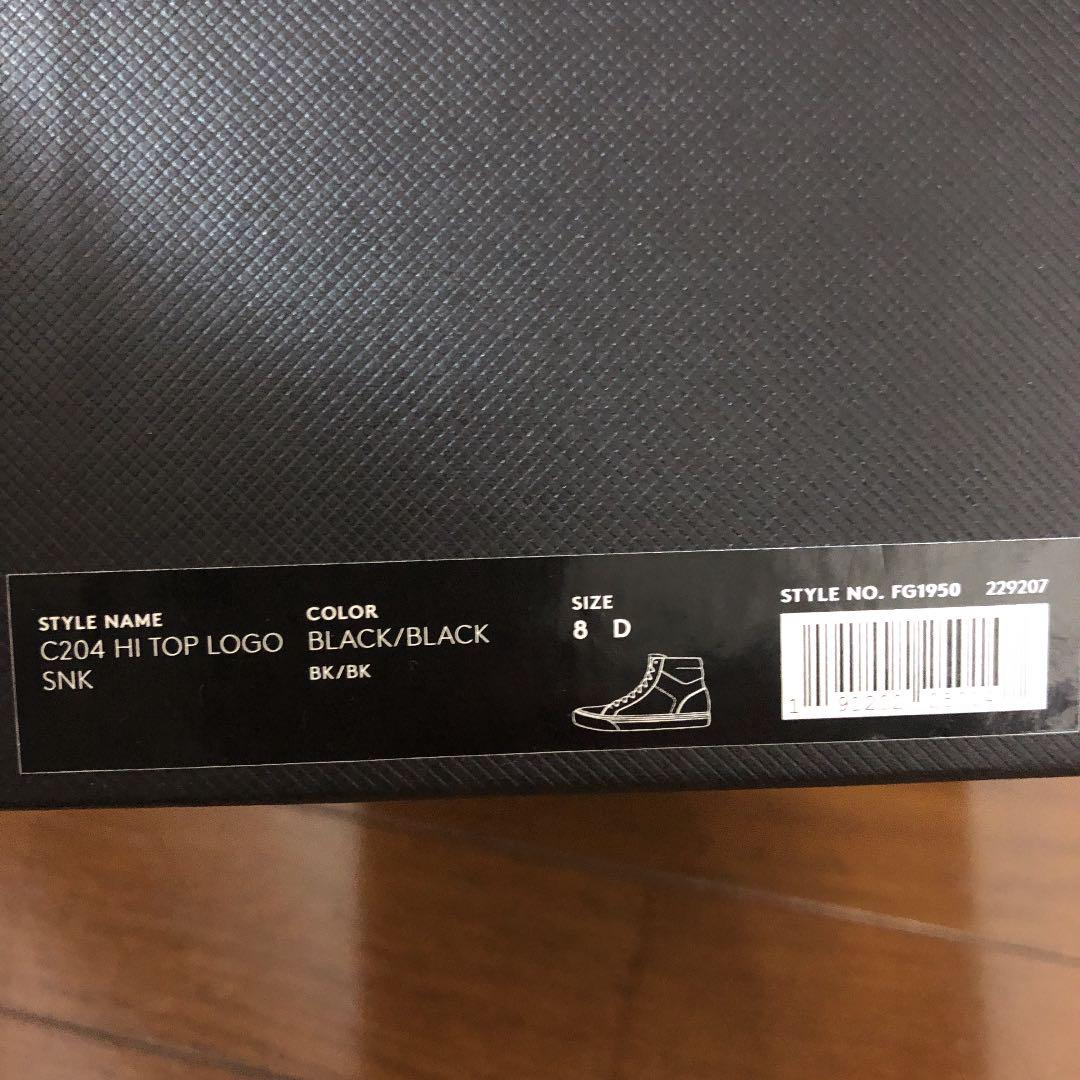 STYLE NAME
C204 HI TOP LOGO
SNK
COLOR
BLACK/BLACK
BK/BK
SIZE
8 D
STYLE NO. FG1950 229207